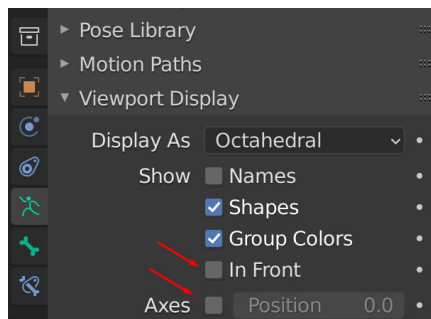 Pose Library
Motion Paths
Viewport Display
Display As Octahedral
Show Names
Shapes
Group Colors
In Front
Axes Position 0.0